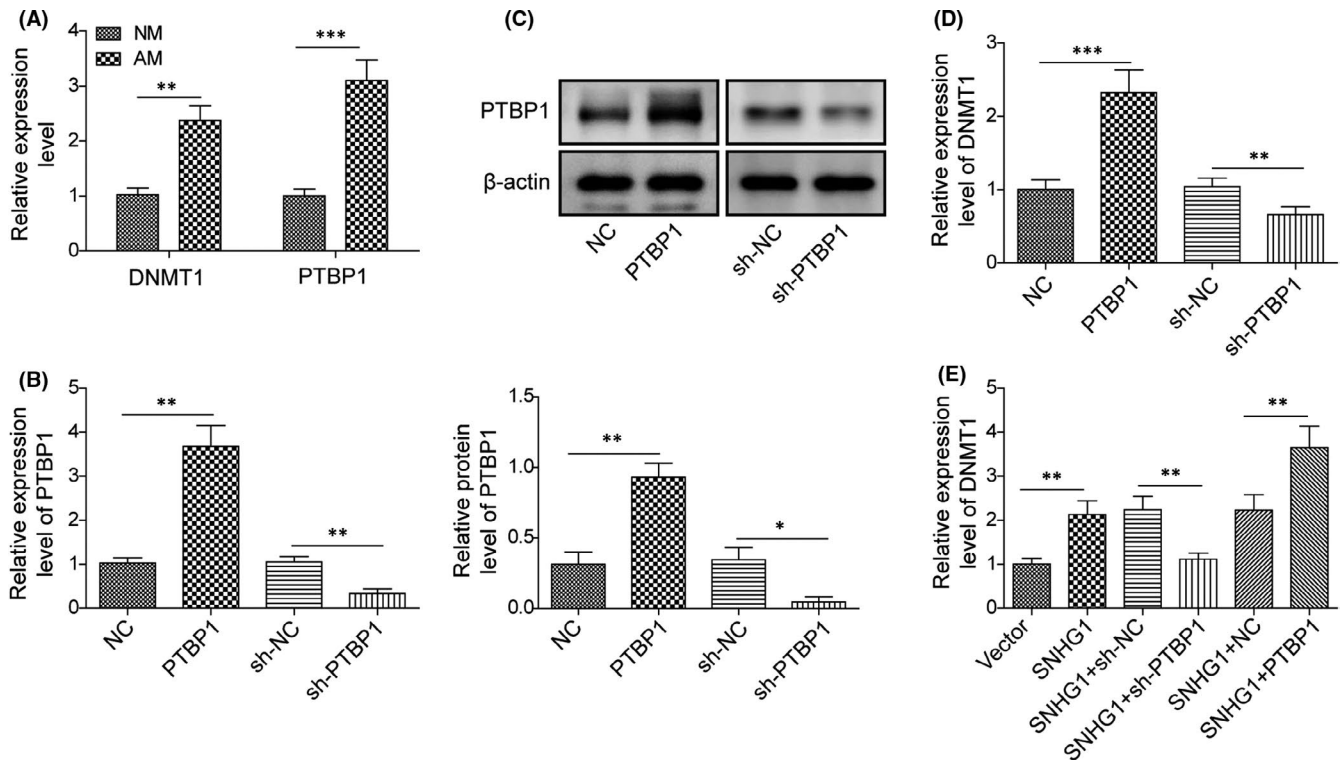 (A)
NM
AM
Relative expression
level
4
3
2
1
0
**
***
DNMT1
PTBP1
(C)
PTBP1
β-actin
NC
PTBP1
sh-NC
sh-PTBP1
(D)
Relative expression
level of DNMT1
3
2
1
0
***
**
NC
PTBP1
sh-NC
sh-PTBP1
(B)
Relative expression
level of PTBP1
5
4
3
2
1
0
**
**
NC
PTBP1
sh-NC
sh-PTBP1
Relative protein
level of PTBP1
1.5
1.0
0.5
0.0
**
*
NC
PTBP1
sh-NC
sh-PTBP1
(E)
Relative expression
level of DNMT1
5
4
3
2
1
0
**
**
**
Vector
SNHG1
SNHG1+sh-NC
SNHG1+sh-PTBP1
SNHG1+NC
SNHG1+PTBP1